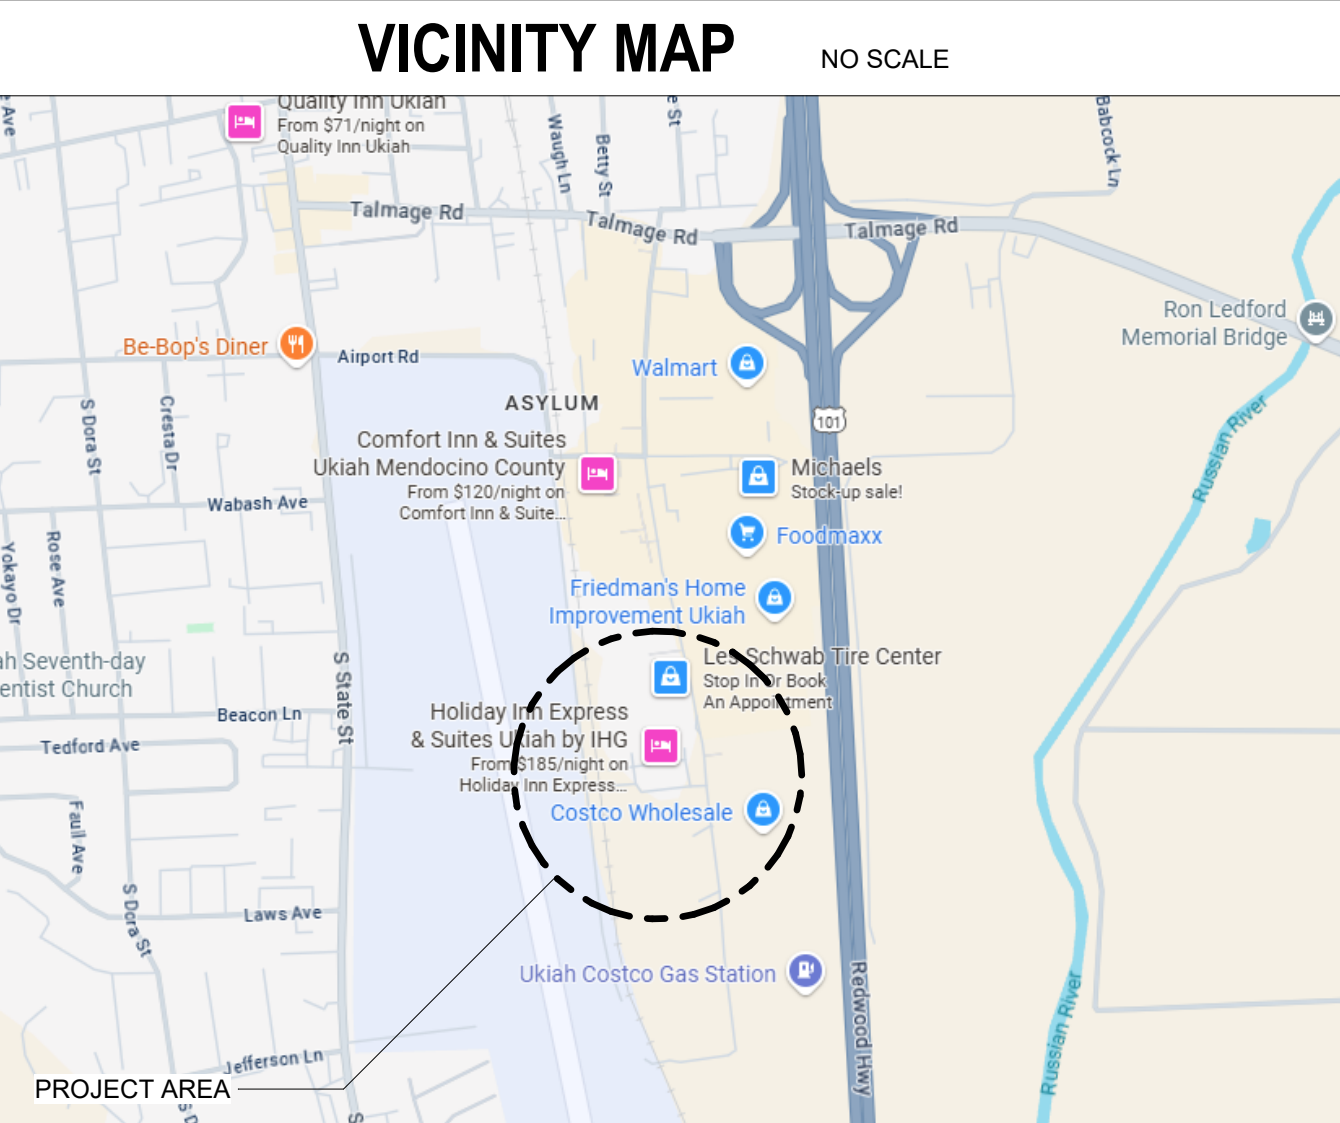 VICINITY MAP
NO SCALE
Ave
Quality Inn Ukiah
From $71/night on
Quality Inn Ukiah
Waugh Ln
Betty St
e St
Babcock Ln
Talmage Rd
Talmage Rd
Talmage Rd
Ron Ledford
Memorial Bridge
Be-Bop's Diner
Airport Rd
Walmart
ASYLUM
101
S Dora St
Cresta Dr
Russian River
Comfort Inn & Suites
Ukiah Mendocino County
From $120/night on
Comfort Inn & Suite...
Michaels
Stock-up sale!
Wabash Ave
Foodmaxx
Yokayo Dr
Rose Ave
Friedman's Home
Improvement Ukiah
ah Seventh-day
entist Church
S State St
Les Schwab Tire Center
Stop In Or Book
An Appointment
Beacon Ln
Tedford Ave
Holiday Inn Express
& Suites Ukiah by IHG
From $185/night on
Holiday Inn Express...
Costco Wholesale
Faull Ave
S Dora St
Laws Ave
Ukiah Costco Gas Station
Redwood Hwy
Russian River
Jefferson Ln
PROJECT AREA
S D
S